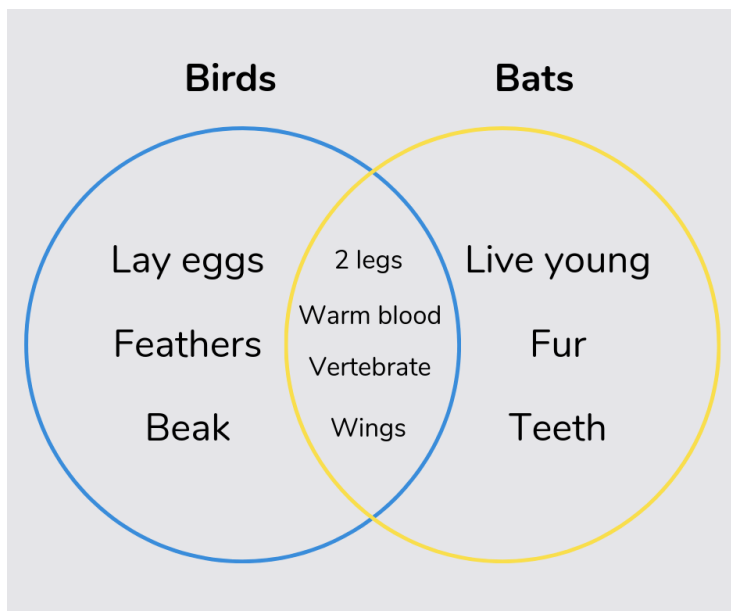 Birds
Bats
Lay eggs
Feathers
Beak
2 legs
Warm blood
Vertebrate
Wings
Live young
Fur
Teeth